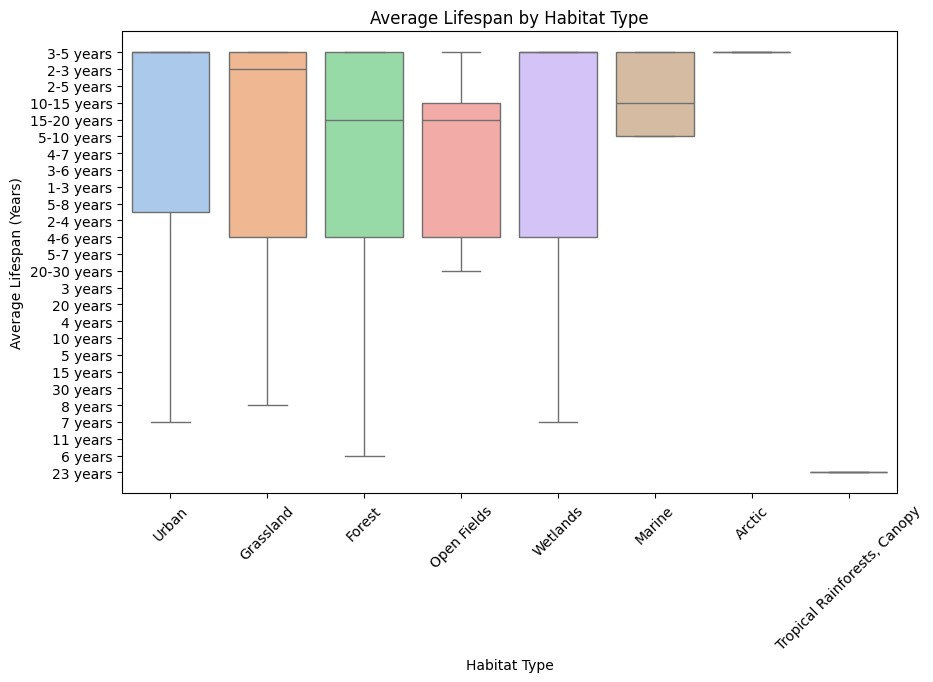 Average Lifespan by Habitat Type
3-5 years
2-3 years
2-5 years
10-15 years
15-20 years
5-10 years
4-7 years
3-6 years
1-3 years
5-8 years
2-4 years
4-6 years
5-7 years
20-30 years
3 years
20 years
4 years
10 years
5 years
15 years
30 years
8 years
7 years
11 years
6 years
23 years
Average Lifespan (Years)
Urban
Grassland
Forest
Open Fields
Wetlands
Marine
Arctic
Tropical Rainforests, Canopy
Habitat Type